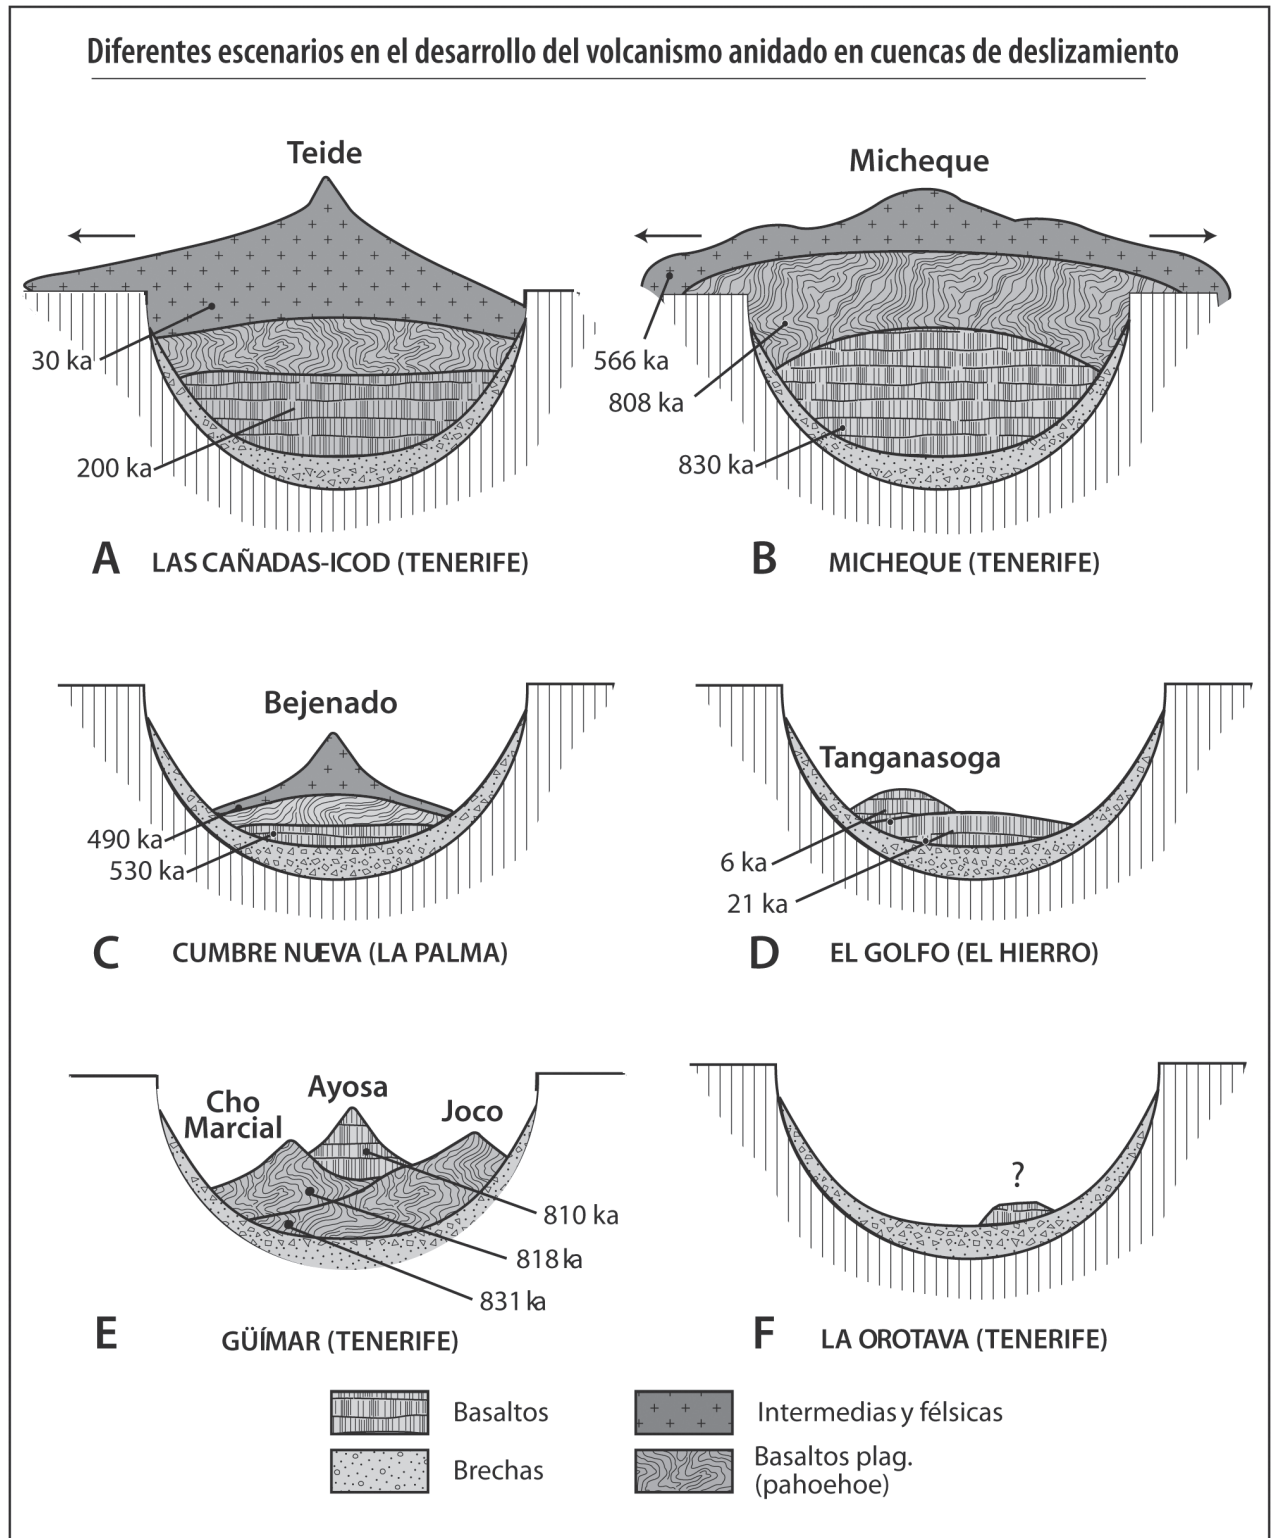 Diferentes escenarios en el desarrollo del volcanismo anidado en cuencas de deslizamiento
Teide
30 ka
200 ka
A LAS CAÑADAS-ICOD (TENERIFE)
Micheque
566 ka
808 ka
830 ka
B MICHEQUE (TENERIFE)
Bejenado
490 ka
530 ka
C CUMBRE NUEVA (LA PALMA)
Tanganasoga
6 ka
21 ka
D EL GOLFO (EL HIERRO)
Cho
Marcial
Ayosa
Joco
810 ka
818 ka
831 ka
E GÜÍMAR (TENERIFE)
?
F LA OROTAVA (TENERIFE)
Basaltos
Intermedias y félsicas
Brechas
Basaltos plag.
(pahoehoe)